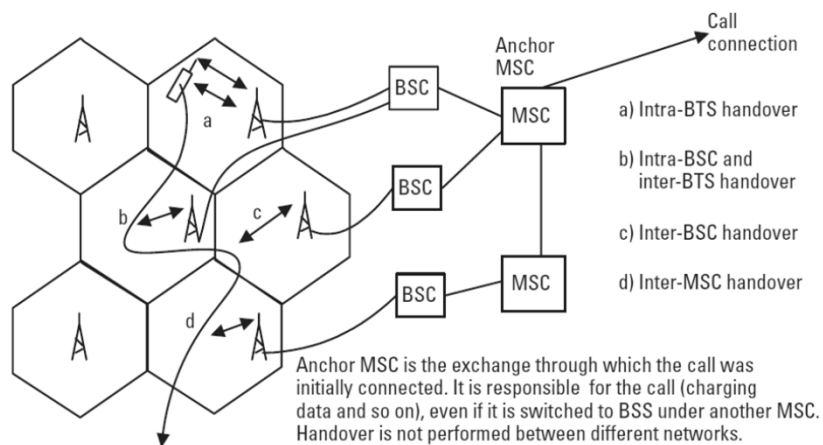 Call
connection
Anchor
MSC
BSC
MSC
a) Intra-BTS handover
a
b) Intra-BSC and
inter-BTS handover
BSC
b
c
c) Inter-BSC handover
d) Inter-MSC handover
BSC
MSC
d
Anchor MSC is the exchange through which the call was
initially connected. It is responsible for the call (charging
data and so on), even if it is switched to BSS under another MSC.
Handover is not performed between different networks.